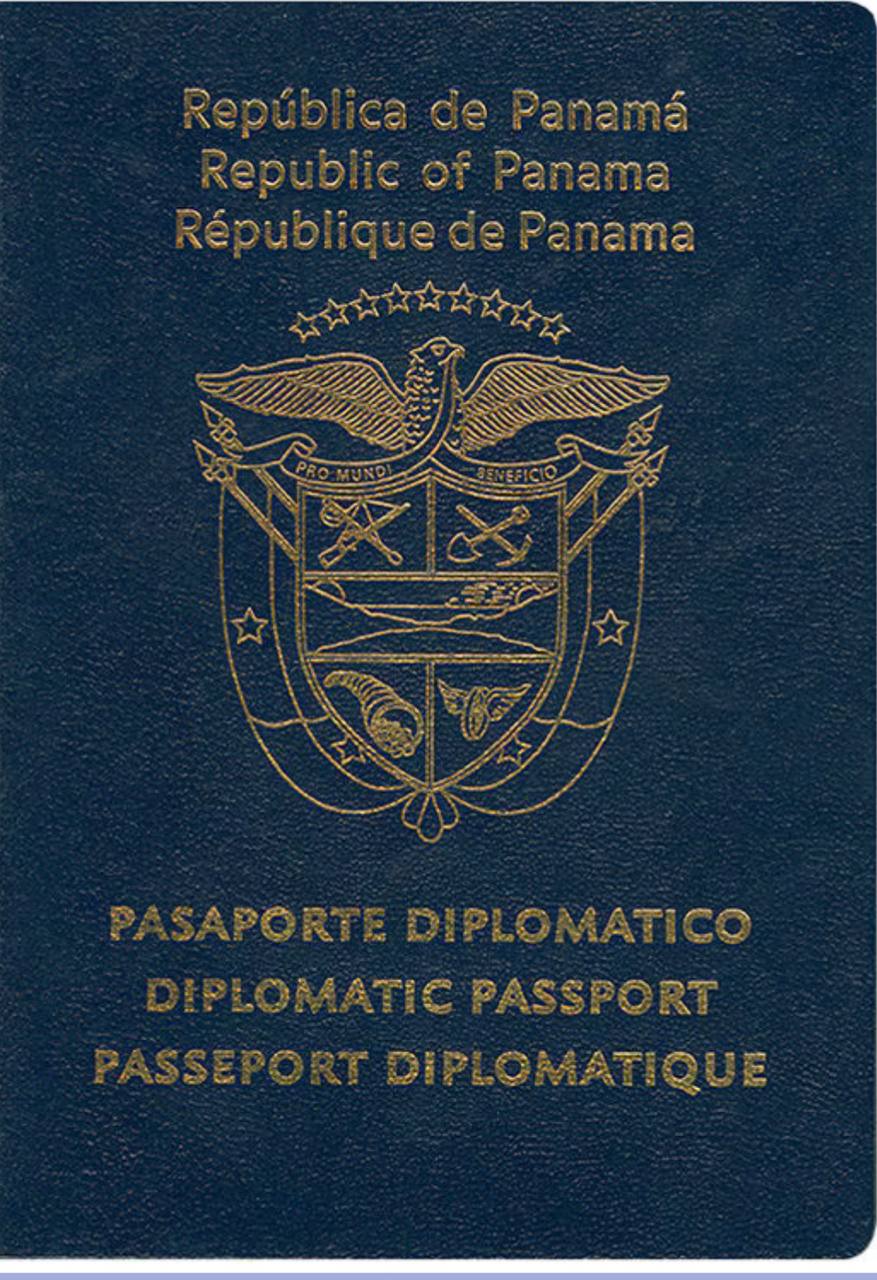 República de Panamá
Republic of Panama
République de Panama
PRO MUNDI BENEFICIO
PASAPORTE DIPLOMATICO
DIPLOMATIC PASSPORT
PASSEPORT DIPLOMATIQUE